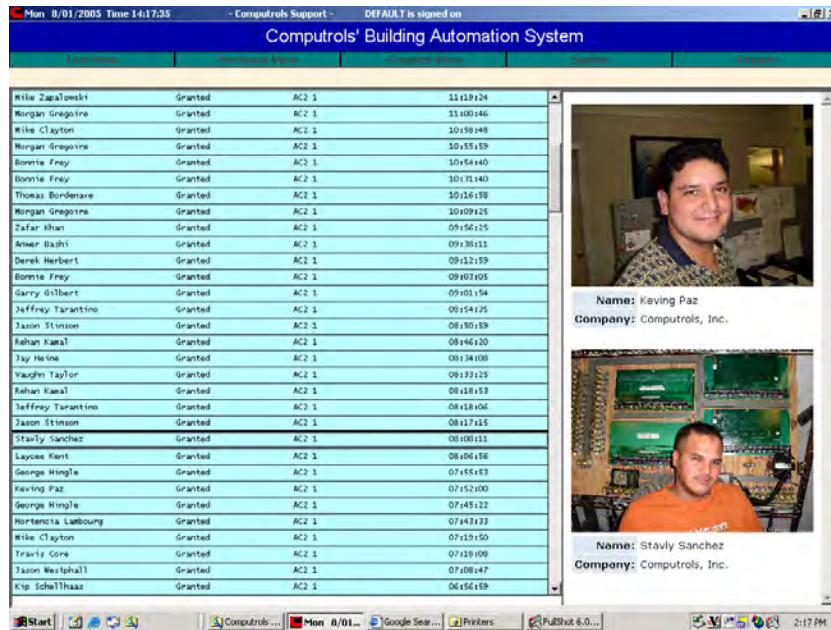 Mon 8/01/2005 Time 14:17:35 - Computrols Support - DEFAULT is signed on
Computrols' Building Automation System
Mike Zapalowski Granted AC2 1 11:19:24
Morgan Gregoire Granted AC2 1 11:00:46
Mike Clayton Granted AC2 1 10:58:48
Morgan Gregoire Granted AC2 1 10:55:59
Bonnie Frey Granted AC2 1 10:54:40
Bonnie Frey Granted AC2 1 10:31:40
Thomas Bordenave Granted AC2 1 10:16:58
Morgan Gregoire Granted AC2 1 10:09:25
Zafar Khan Granted AC2 1 09:56:25
Anwer Bashi Granted AC2 1 09:38:11
Derek Herbert Granted AC2 1 09:12:59
Bonnie Frey Granted AC2 1 09:03:05
Garry Gilbert Granted AC2 1 09:01:54
Jeffrey Tarantino Granted AC2 1 08:54:35
Jason Stinson Granted AC2 1 08:50:59
Rehan Kamal Granted AC2 1 08:46:20
Jay Heine Granted AC2 1 08:34:08
Vaughn Taylor Granted AC2 1 08:33:25
Rehan Kamal Granted AC2 1 08:18:53
Jeffrey Tarantino Granted AC2 1 08:18:06
Jason Stinson Granted AC2 1 08:17:15
Stavly Sanchez Granted AC2 1 08:08:11
Laycee Kent Granted AC2 1 08:06:56
George Hingle Granted AC2 1 07:55:53
Keving Paz Granted AC2 1 07:52:00
George Hingle Granted AC2 1 07:45:22
Hortencia Lambourg Granted AC2 1 07:43:33
Mike Clayton Granted AC2 1 07:19:50
Travis Core Granted AC2 1 07:18:08
Jason Westphall Granted AC2 1 07:08:47
Kip Schellhaas Granted AC2 1 06:56:59
Name: Keving Paz
Company: Computrols, Inc.
Name: Stavly Sanchez
Company: Computrols, Inc.
Start Computrols ... Mon 8/01... Google Sear... Printers FullShot 6.0... 2:17 PM